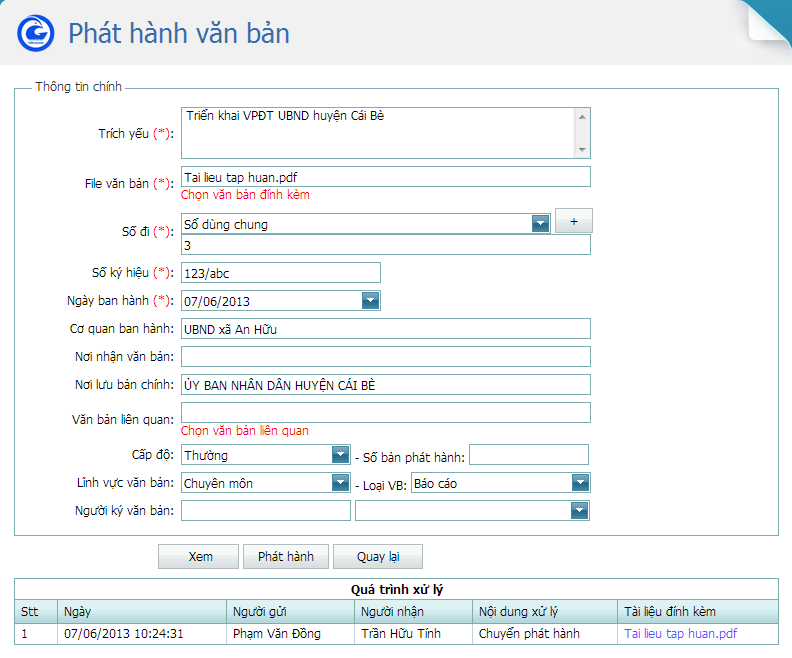 Phát hành văn bản
Thông tin chính
Trích yếu (*): Triển khai VPĐT UBND huyện Cái Bè
File văn bản (*): Tai lieu tap huan.pdf
Chọn văn bản đính kèm
Số đi (*): Sổ dùng chung +
3
Số ký hiệu (*): 123/abc
Ngày ban hành (*): 07/06/2013
Cơ quan ban hành: UBND xã An Hữu
Nơi nhận văn bản:
Nơi lưu bản chính: ỦY BAN NHÂN DÂN HUYỆN CÁI BÈ
Văn bản liên quan:
Chọn văn bản liên quan
Cấp độ: Thường - Số bản phát hành:
Lĩnh vực văn bản: Chuyên môn - Loại VB: Báo cáo
Người ký văn bản:
Xem Phát hành Quay lại
Quá trình xử lý
Stt Ngày Người gửi Người nhận Nội dung xử lý Tài liệu đính kèm
1 07/06/2013 10:24:31 Phạm Văn Đồng Trần Hữu Tính Chuyển phát hành Tai lieu tap huan.pdf